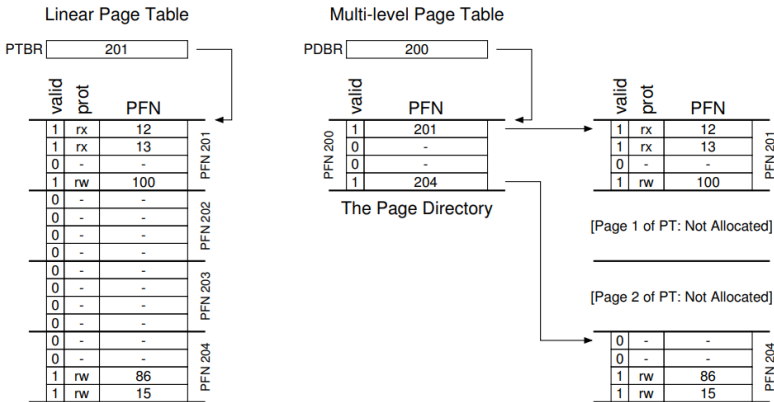 Linear Page Table
PTBR 201
valid prot PFN
1 rx 12
1 rx 13
0 - -
1 rw 100
PFN 201
0 - -
0 - -
0 - -
0 - -
PFN 202
0 - -
0 - -
0 - -
0 - -
PFN 203
0 - -
0 - -
1 rw 86
1 rw 15
PFN 204
Multi-level Page Table
PDBR 200
valid PFN
PFN 200
1 201
0 -
0 -
1 204
The Page Directory
valid prot PFN
1 rx 12
1 rx 13
0 - -
1 rw 100
PFN 201
[Page 1 of PT: Not Allocated]
[Page 2 of PT: Not Allocated]
0 - -
0 - -
1 rw 86
1 rw 15
PFN 204